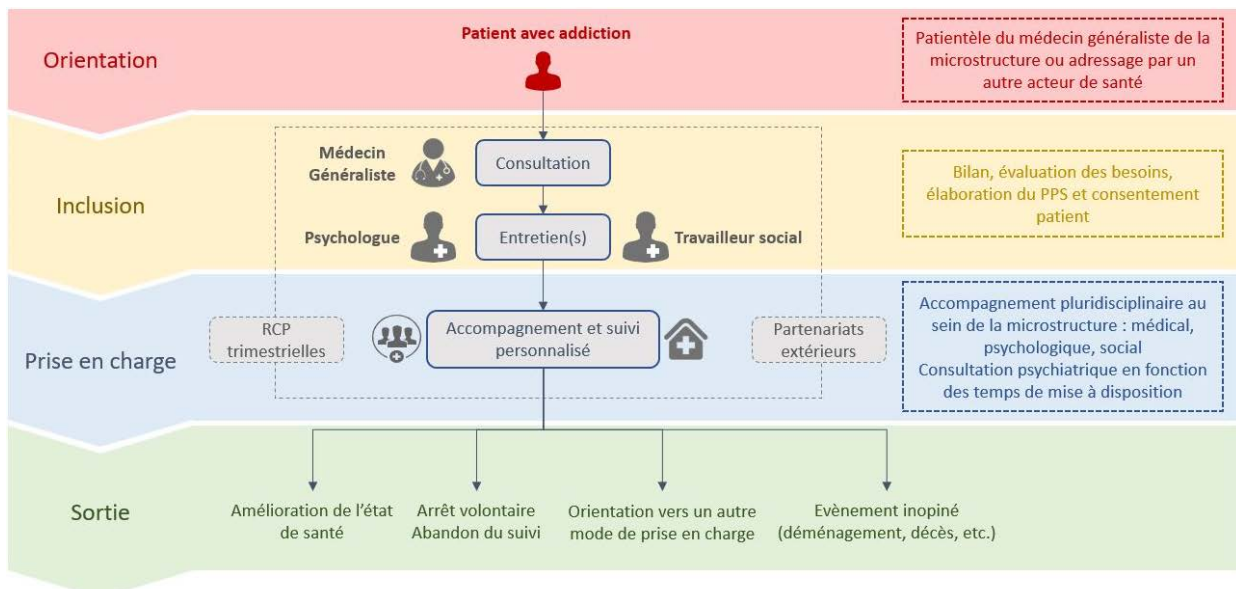 Orientation
Patient avec addiction
Patientèle du médecin généraliste de la
microstructure ou adressage par un
autre acteur de santé
Inclusion
Médecin
Généraliste
Consultation
Psychologue
Entretien(s)
Travailleur social
Bilan, évaluation des besoins,
élaboration du PPS et consentement
patient
Prise en charge
RCP
trimestrielles
Accompagnement et suivi
personnalisé
Partenariats
extérieurs
Accompagnement pluridisciplinaire au
sein de la microstructure : médical,
psychologique, social
Consultation psychiatrique en fonction
des temps de mise à disposition
Sortie
Amélioration de l'état
de santé
Arrêt volontaire
Abandon du suivi
Orientation vers un autre
mode de prise en charge
Evènement inopiné
(déménagement, décès, etc.)